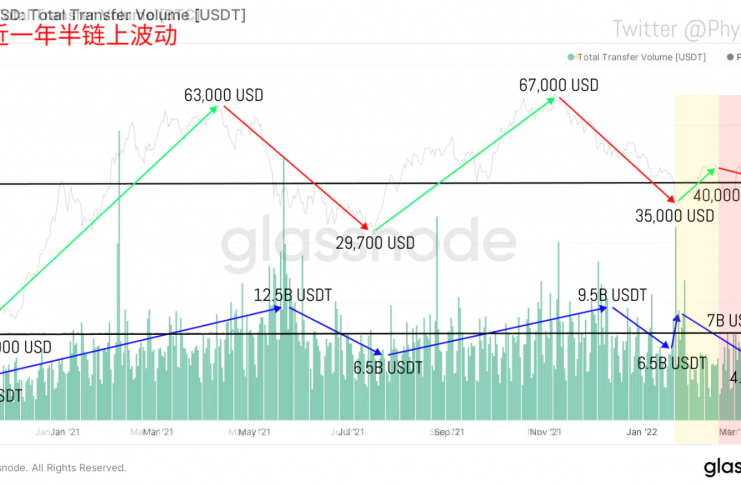 SD: Total Transfer Volume [USDT]
近一年半链上波动
Twitter @Phy
Total Transfer Volume [USDT]
P
63,000 USD
67,000 USD
40,000
35,000 USD
29,700 USD
glassnode
12.5B USDT
9.5B USDT
7B US
000 USD
6.5B USDT
6.5B USDT
4.
SDT
Jan '21
Mar '21
May '21
Jul '21
Sep '21
Nov '21
Jan '22
Mar
snode. All Rights Reserved.
glas